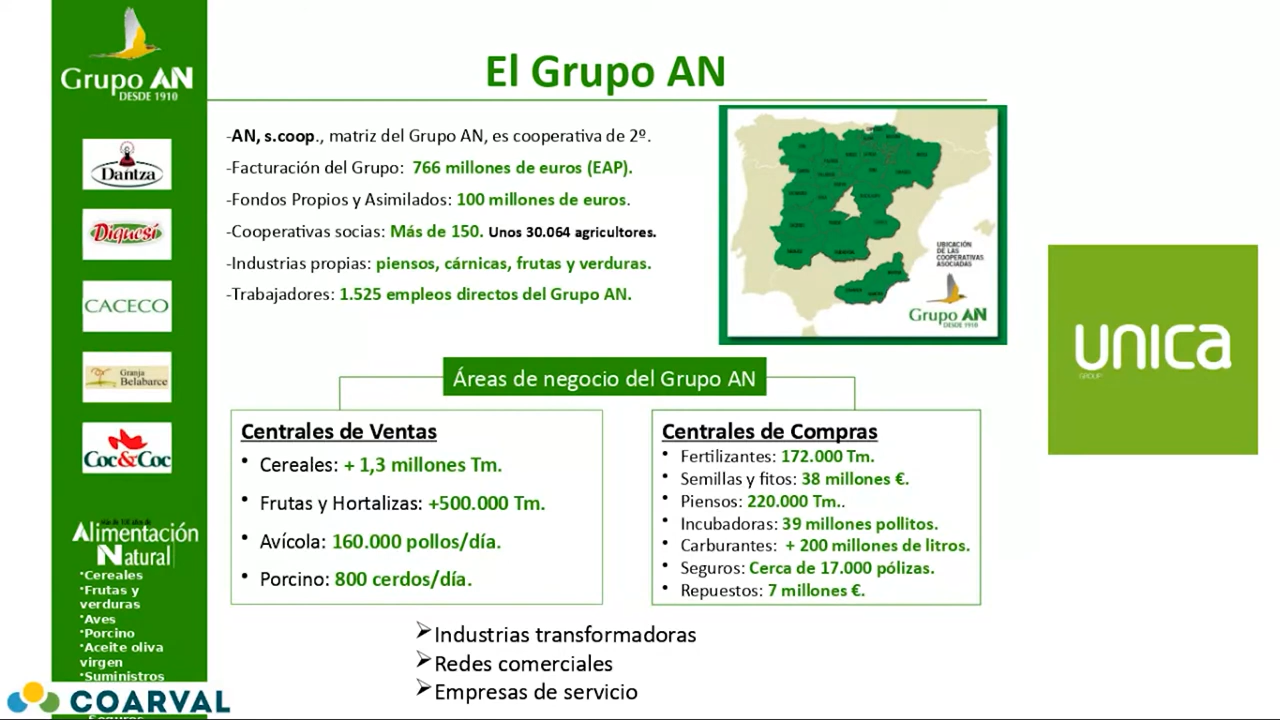 Grupo AN
DESDE 1910
Dantza
Diquesí
CACECO
Granja
Belabarce
Coc&Coc
Alimentación
Natural
•Cereales
•Frutas y
verduras
•Aves
•Porcino
•Aceite oliva
virgen
•Suministros
COARVAL
Seguros
El Grupo AN
-AN, s.coop., matriz del Grupo AN, es cooperativa de 2º.
-Facturación del Grupo: 766 millones de euros (EAP).
-Fondos Propios y Asimilados: 100 millones de euros.
-Cooperativas socias: Más de 150. Unos 30.064 agricultores.
-Industrias propias: piensos, cárnicas, frutas y verduras.
-Trabajadores: 1.525 empleos directos del Grupo AN.
UBICACIÓN
DE LAS
COOPERATIVAS
ASOCIADAS
Grupo AN
DESDE 1910
unica
GROUP
Áreas de negocio del Grupo AN
Centrales de Ventas
• Cereales: + 1,3 millones Tm.
• Frutas y Hortalizas: +500.000 Tm.
• Avícola: 160.000 pollos/día.
• Porcino: 800 cerdos/día.
Centrales de Compras
• Fertilizantes: 172.000 Tm.
• Semillas y fitos: 38 millones €.
• Piensos: 220.000 Tm..
• Incubadoras: 39 millones pollitos.
• Carburantes: + 200 millones de litros.
• Seguros: Cerca de 17.000 pólizas.
• Repuestos: 7 millones €.
➢Industrias transformadoras
➢Redes comerciales
➢Empresas de servicio